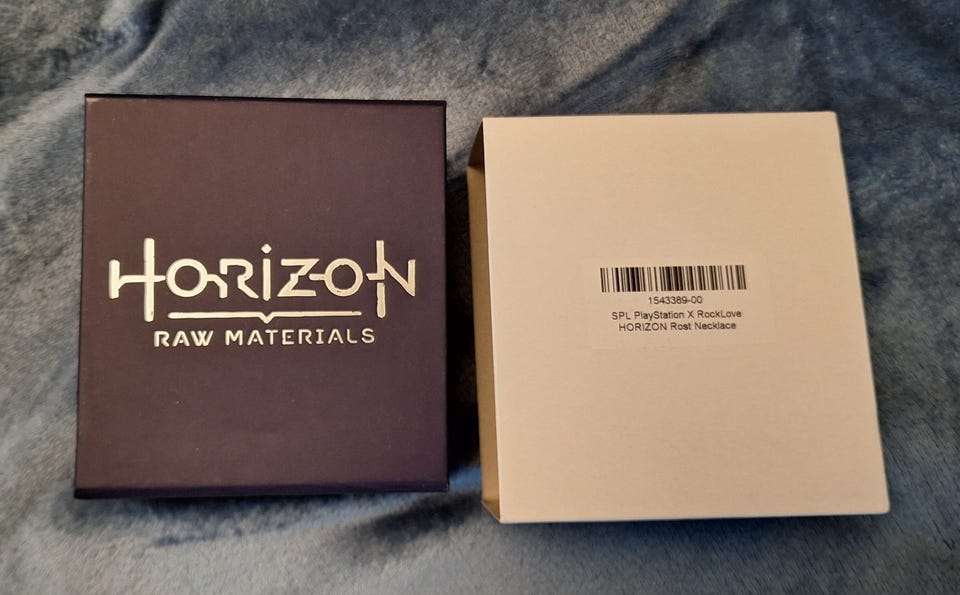 HORIZON
RAW MATERIALS
1543389-00
SPL PlayStation X RockLove
HORIZON Rost Necklace